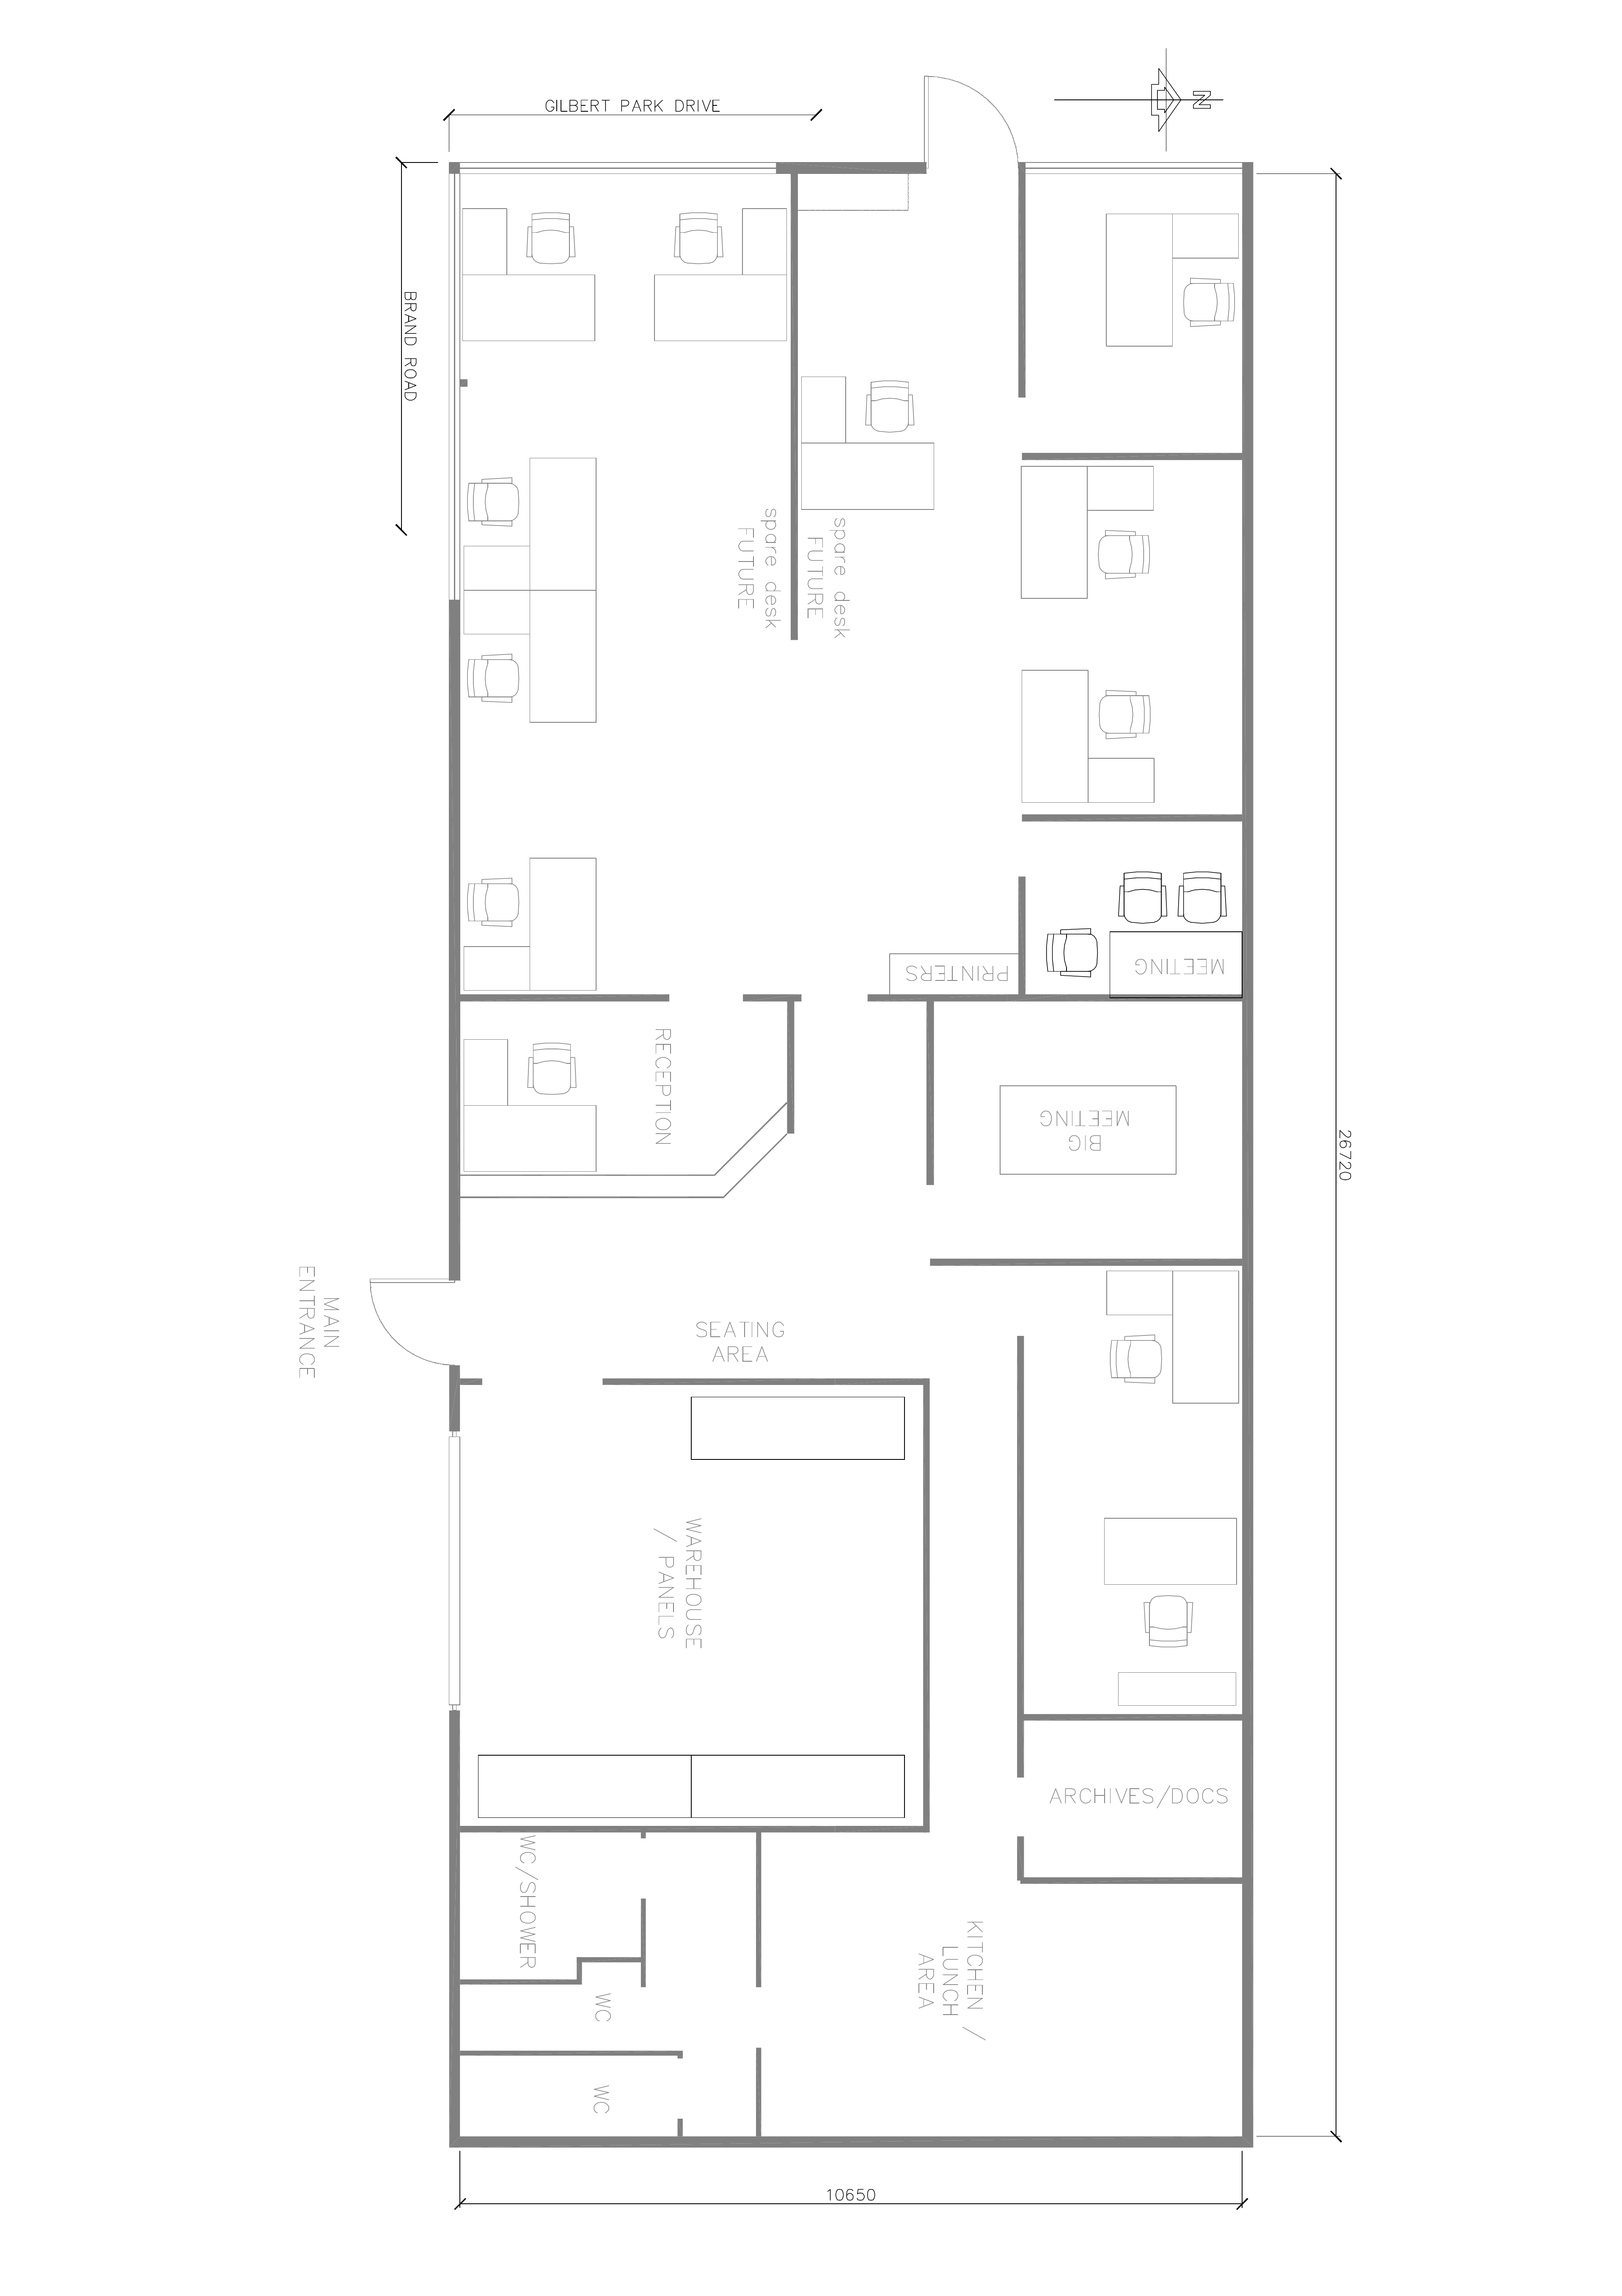 GILBERT PARK DRIVE
N
BRAND ROAD
spare desk
FUTURE
spare desk
FUTURE
PRINTERS
MEETING
RECEPTION
BIG
MEETING
26720
MAIN
ENTRANCE
SEATING
AREA
WAREHOUSE
/ PANELS
ARCHIVES/DOCS
WC/SHOWER
KITCHEN /
LUNCH
AREA
WC
WC
10650